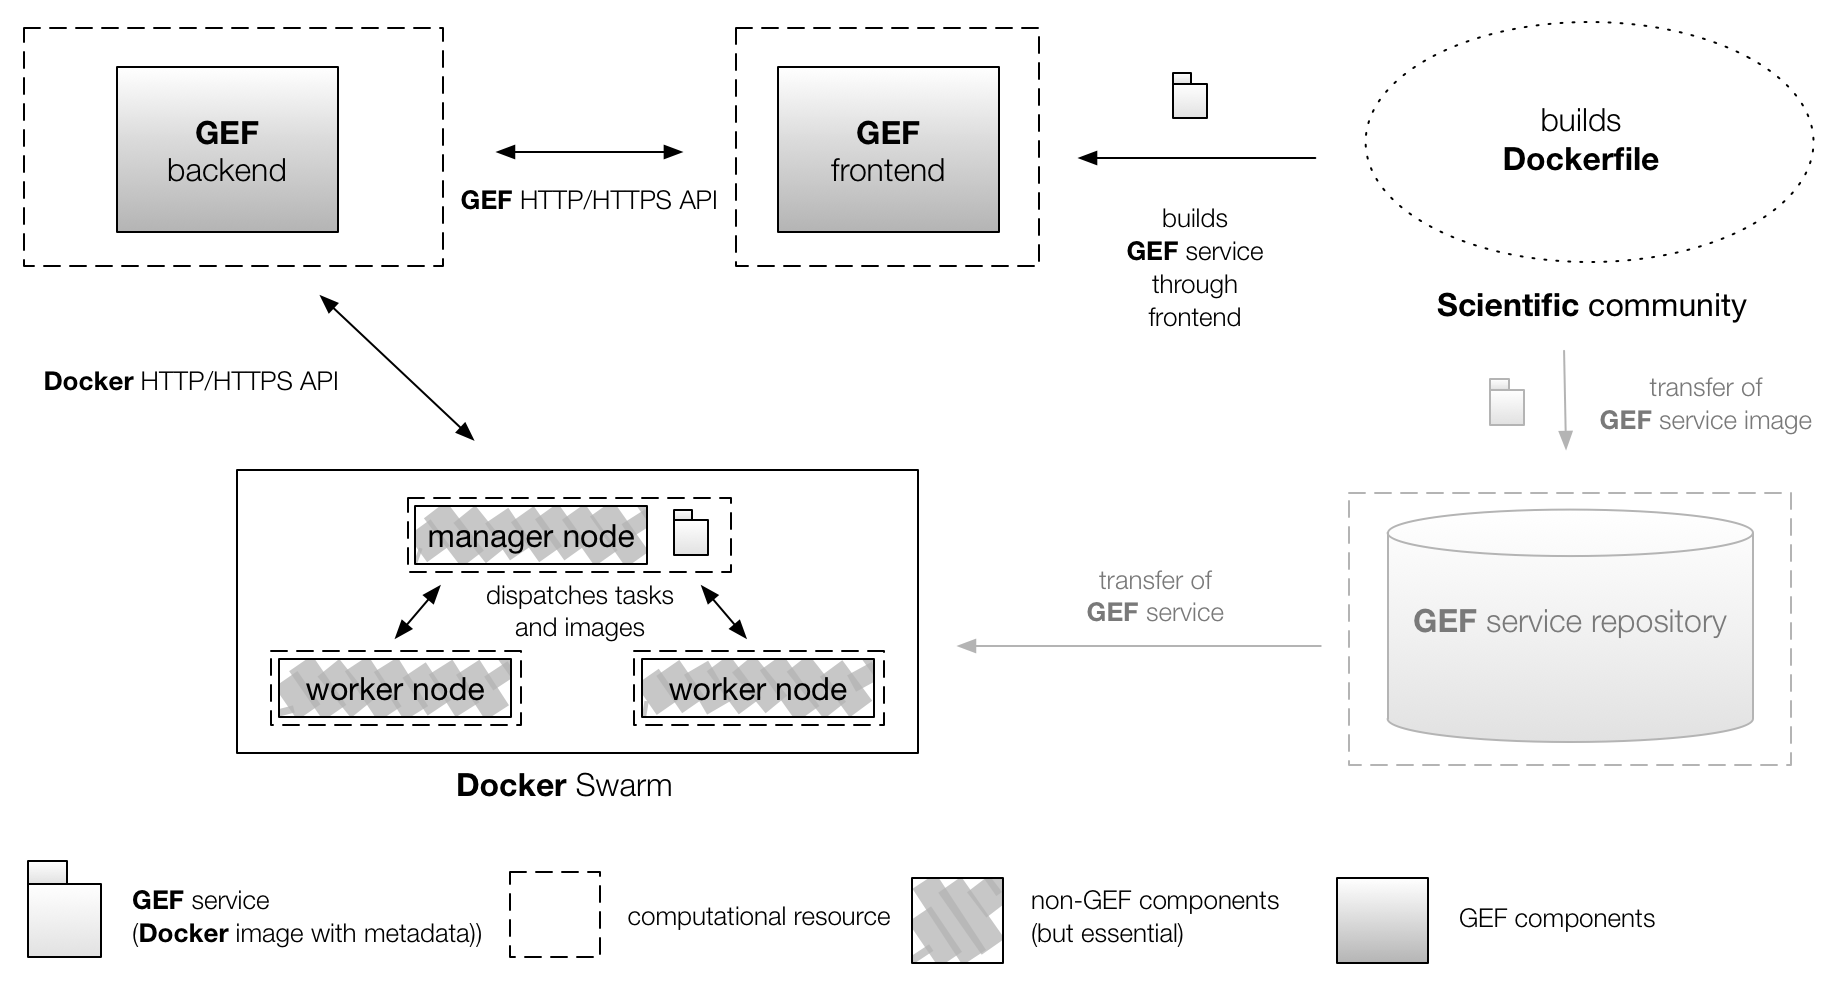 GEF
backend
GEF HTTP/HTTPS API
GEF
frontend
builds
GEF service
through
frontend
builds
Dockerfile
Scientific community
Docker HTTP/HTTPS API
transfer of
GEF service image
manager node
dispatches tasks
and images
worker node
worker node
Docker Swarm
transfer of
GEF service
GEF service repository
GEF service
(Docker image with metadata))
computational resource
non-GEF components
(but essential)
GEF components